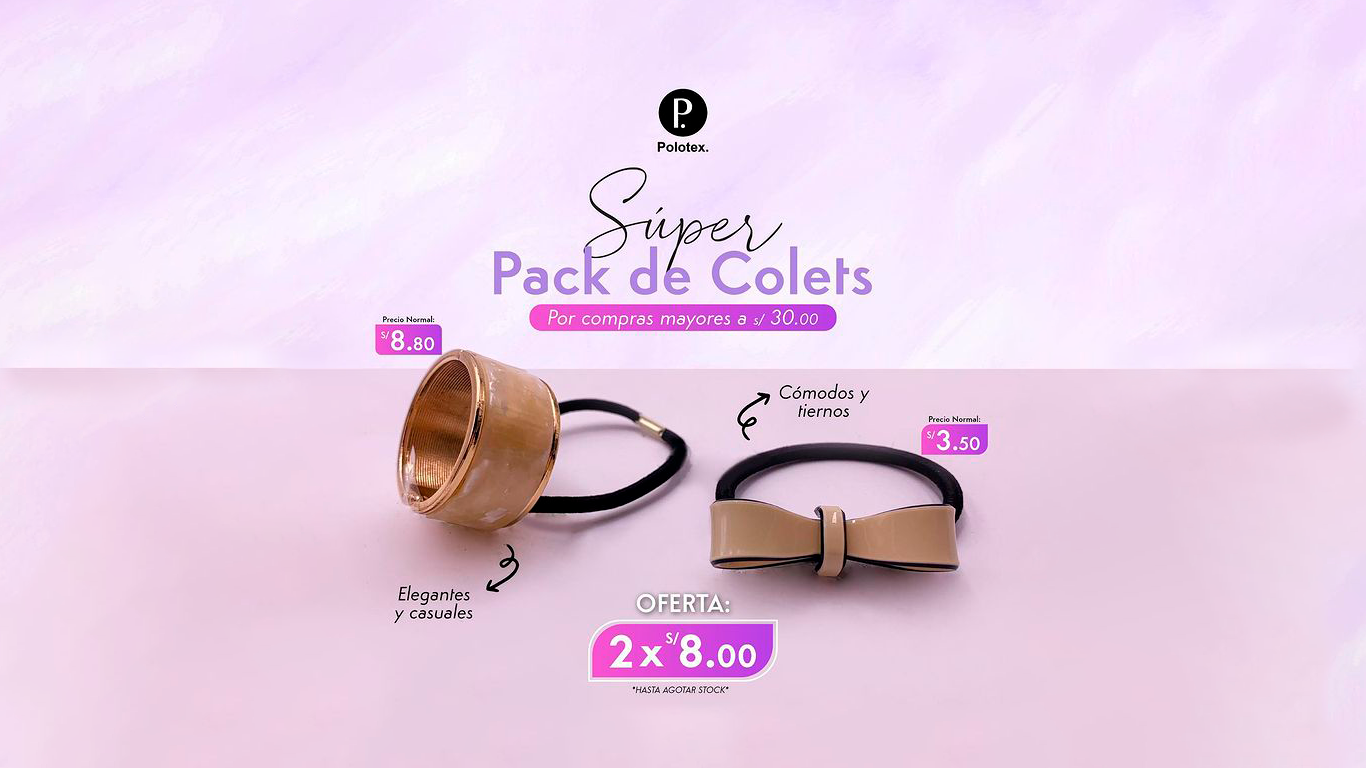 P.
Polotex.
Súper
Pack de Colets
Por compras mayores a s/ 30.00
Precio Normal:
S/8.80
Cómodos y
tiernos
Precio Normal:
S/3.50
Elegantes
y casuales
OFERTA:
2xS/8.00
*HASTA AGOTAR STOCK*